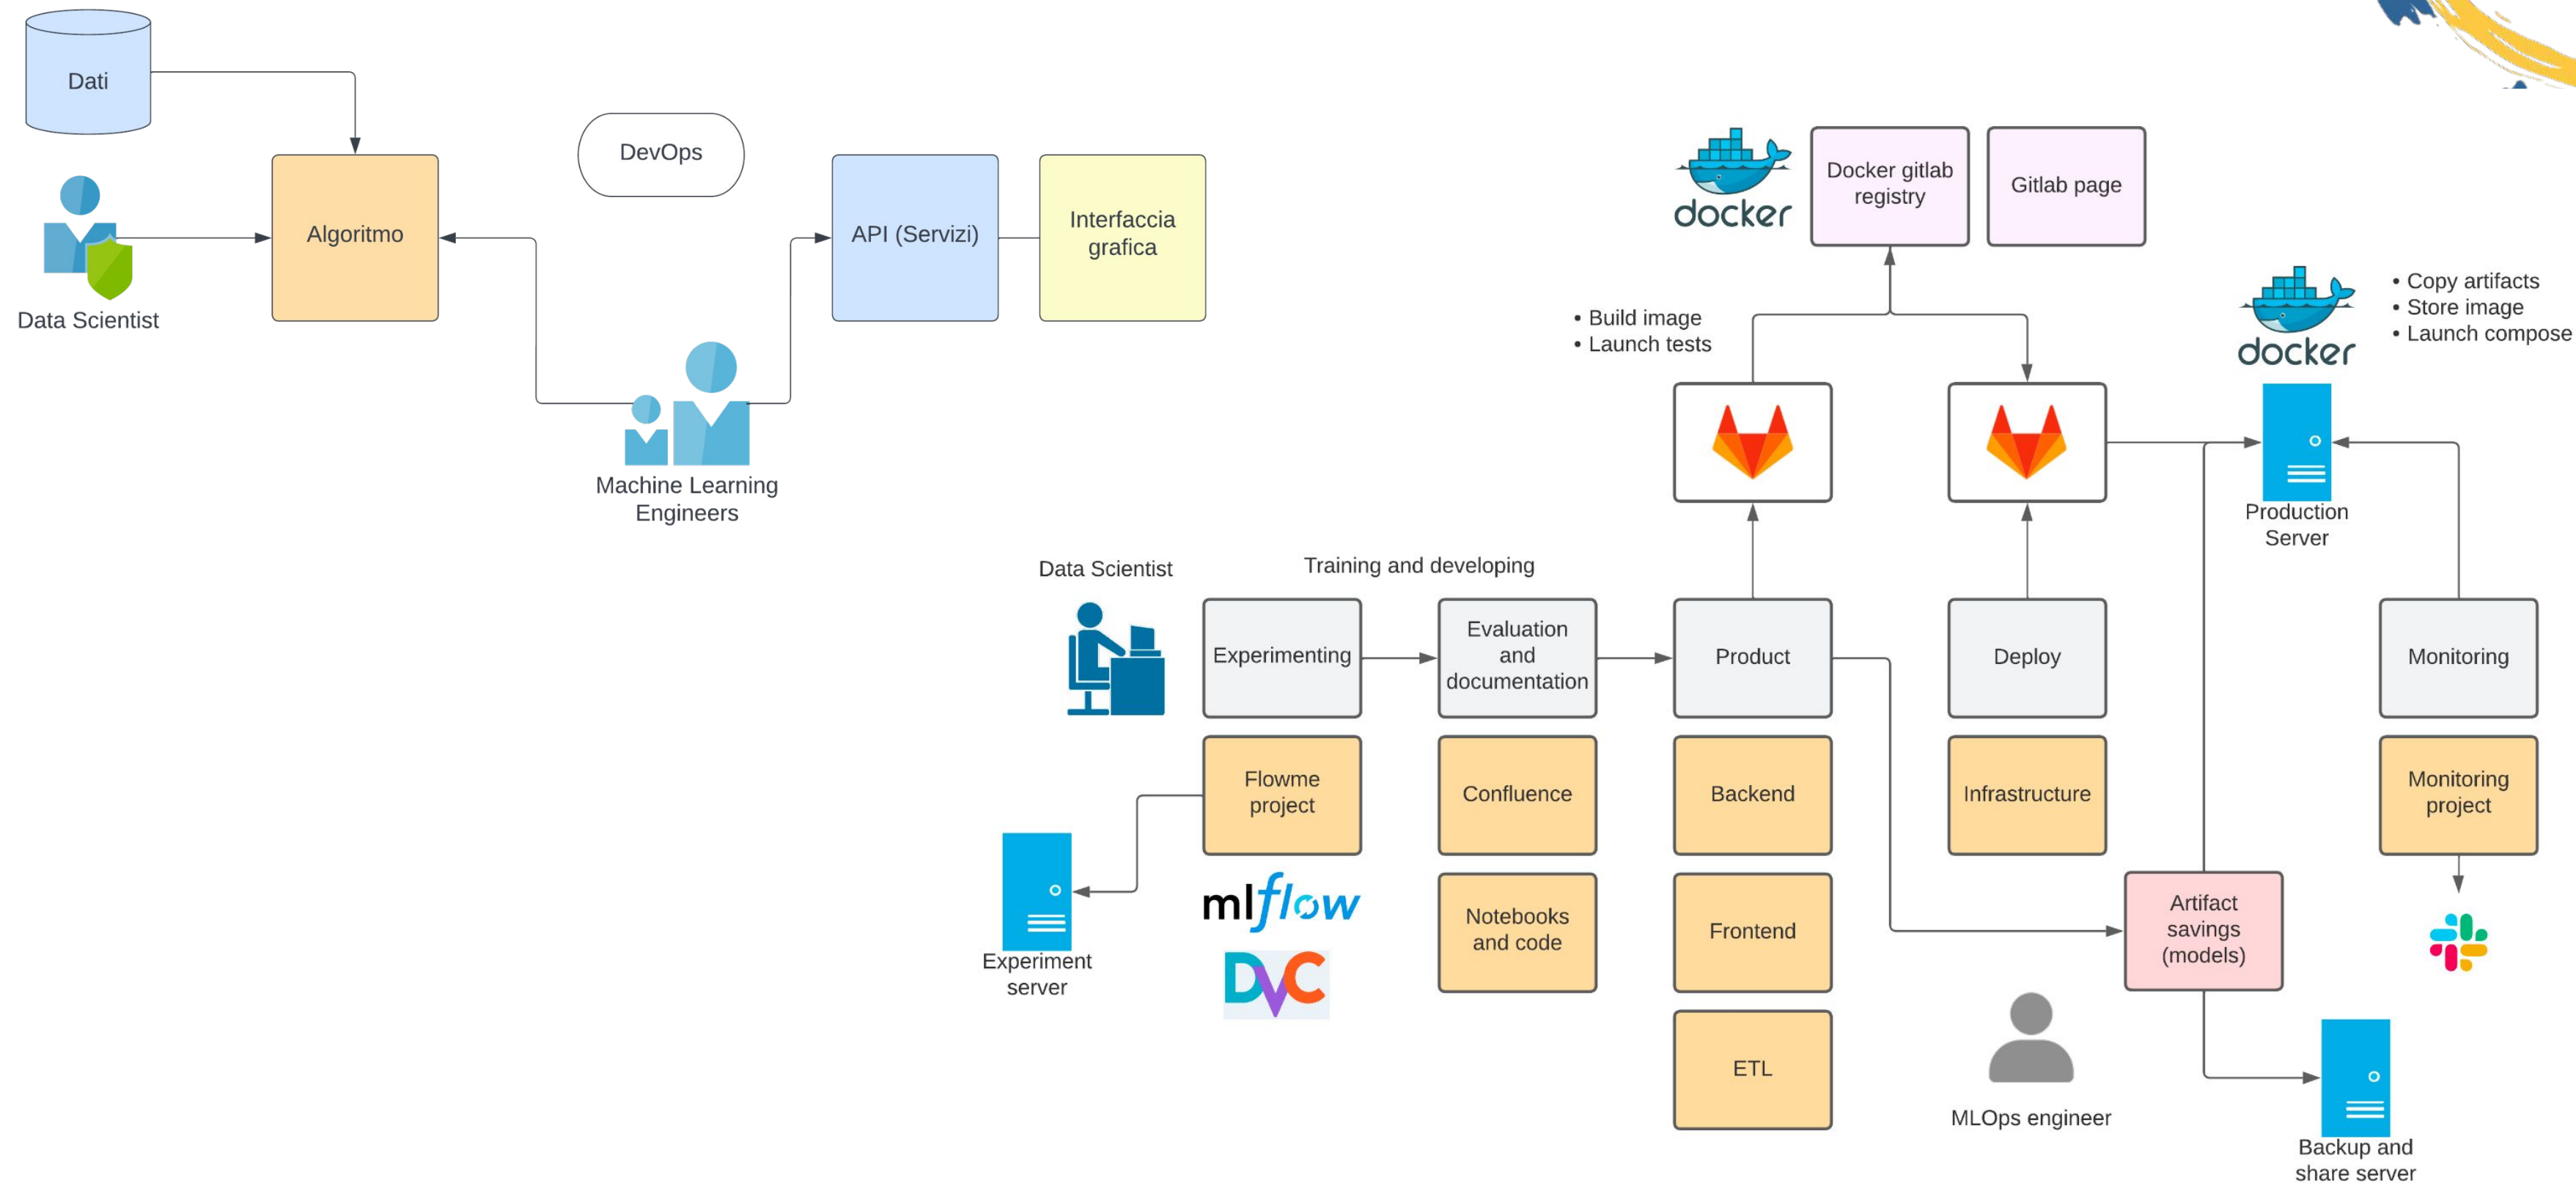 Dati
Data Scientist
Algoritmo
DevOps
API (Servizi)
Interfaccia
grafica
Machine Learning
Engineers
docker
Docker gitlab
registry
Gitlab page
• Build image
• Launch tests
docker
• Copy artifacts
• Store image
• Launch compose
Production
Server
Data Scientist
Training and developing
Experimenting
Evaluation
and
documentation
Product
Deploy
Monitoring
Flowme
project
Confluence
Backend
Infrastructure
Monitoring
project
Experiment
server
mlflow
DVC
Notebooks
and code
Frontend
Artifact
savings
(models)
ETL
MLOps engineer
Backup and
share server